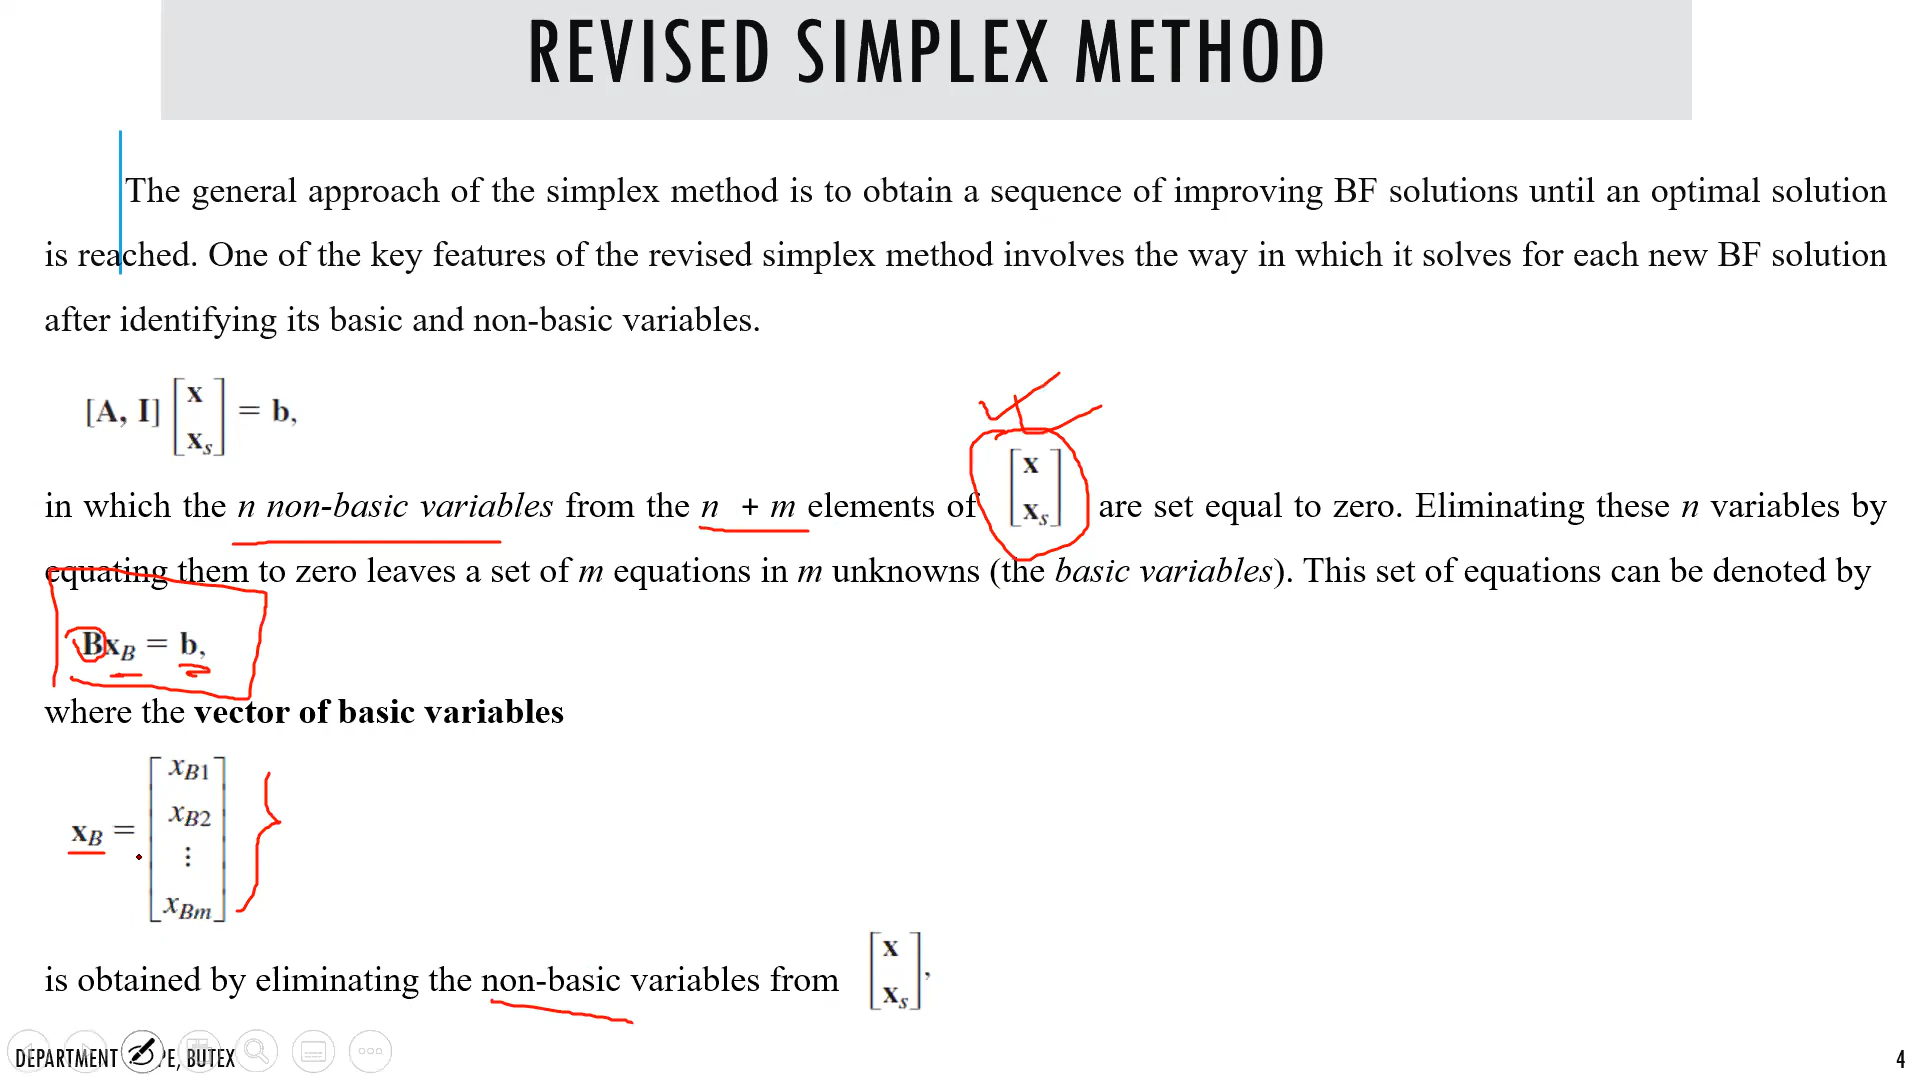 REVISED SIMPLEX METHOD
The general approach of the simplex method is to obtain a sequence of improving BF solutions until an optimal solution
is reached. One of the key features of the revised simplex method involves the way in which it solves for each new BF solution
after identifying its basic and non-basic variables.
[A, I] [x xₛ] = b,
in which the n non-basic variables from the n + m elements of [x xₛ] are set equal to zero. Eliminating these n variables by
equating them to zero leaves a set of m equations in m unknowns (the basic variables). This set of equations can be denoted by
Bx_B = b,
where the vector of basic variables
x_B = [x_B1 x_B2 ⋮ x_Bm]
is obtained by eliminating the non-basic variables from [x xₛ],
DEPARTMENT PE, BUTEX
4